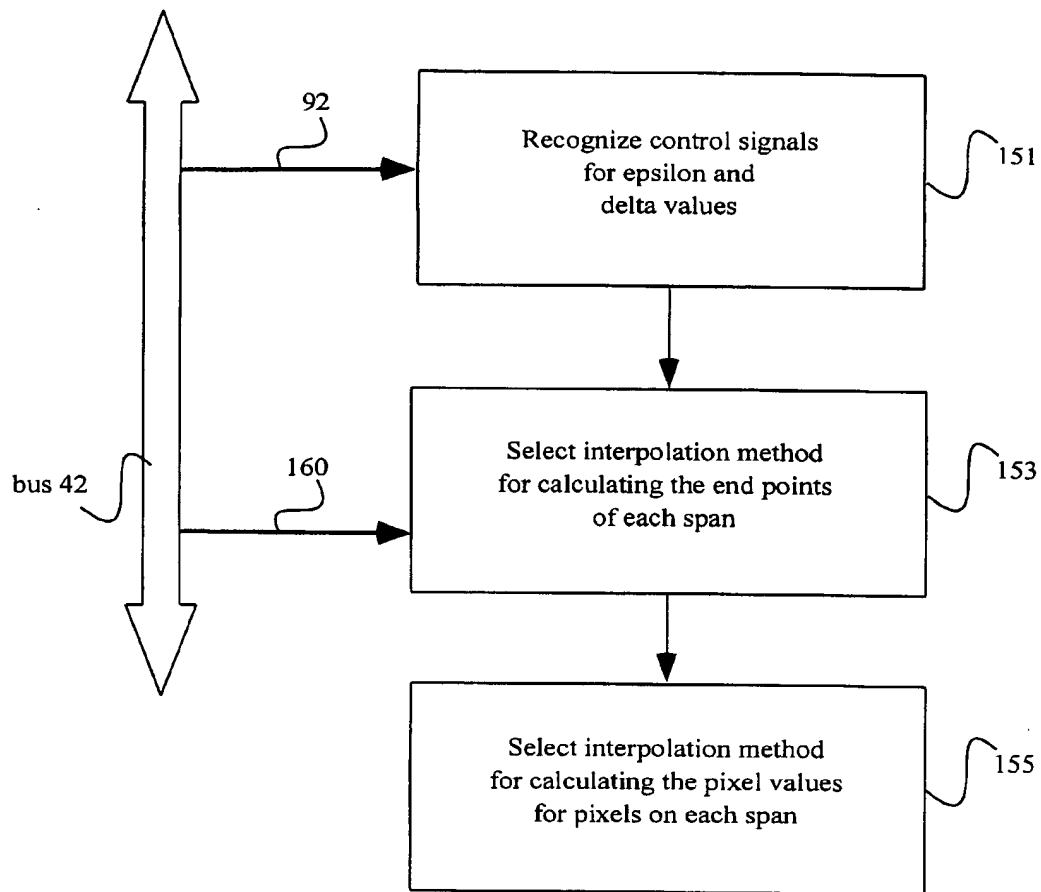 92
Recognize control signals
for epsilon and
delta values
151
bus 42
160
Select interpolation method
for calculating the end points
of each span
153
Select interpolation method
for calculating the pixel values
for pixels on each span
155